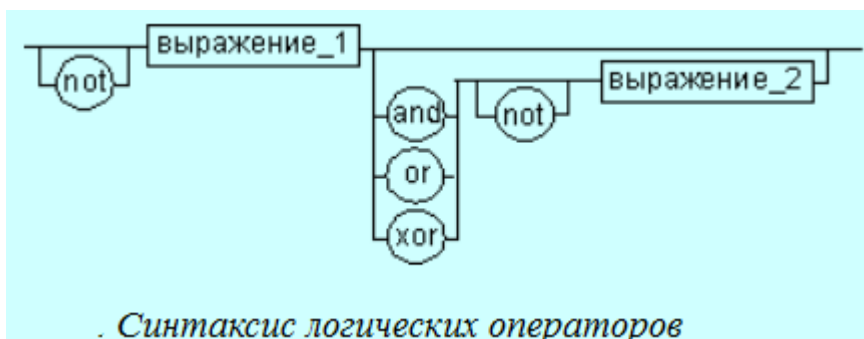 not выражение_1
and not выражение_2
or
xor
. Синтаксис логических операторов